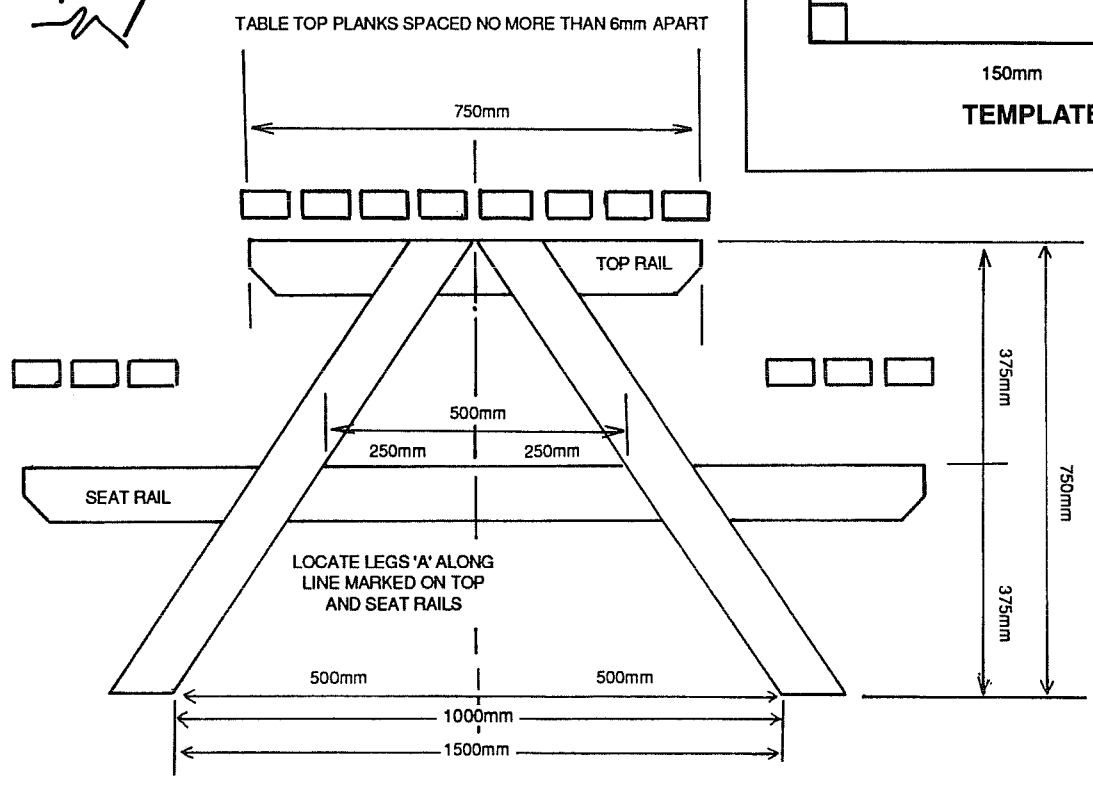 TABLE TOP PLANKS SPACED NO MORE THAN 6mm APART
150mm
TEMPLATE
750mm
TOP RAIL
375mm
500mm
250mm 250mm
SEAT RAIL
750mm
LOCATE LEGS 'A' ALONG
LINE MARKED ON TOP
AND SEAT RAILS
375mm
500mm 500mm
1000mm
1500mm